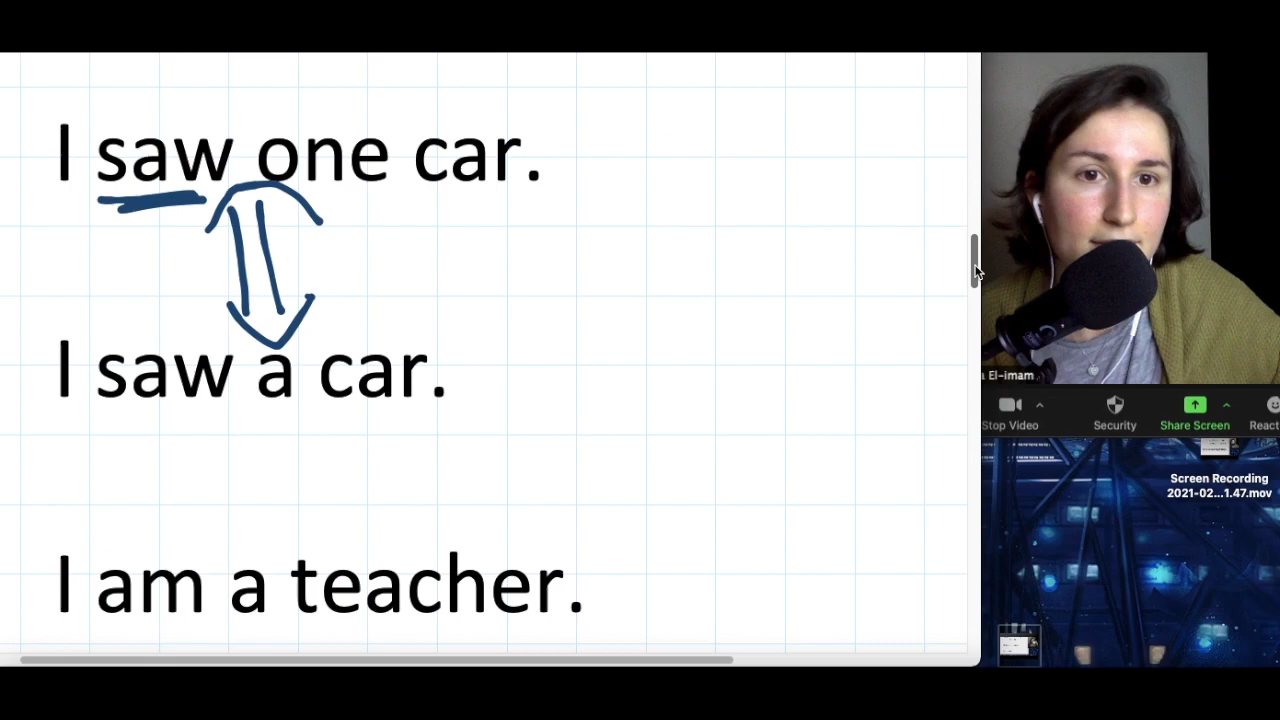 I saw one car.
I saw a car.
I am a teacher.
El-imam
Stop Video
Security
Share Screen
React
Screen Recording
2021-02...1.47.mov